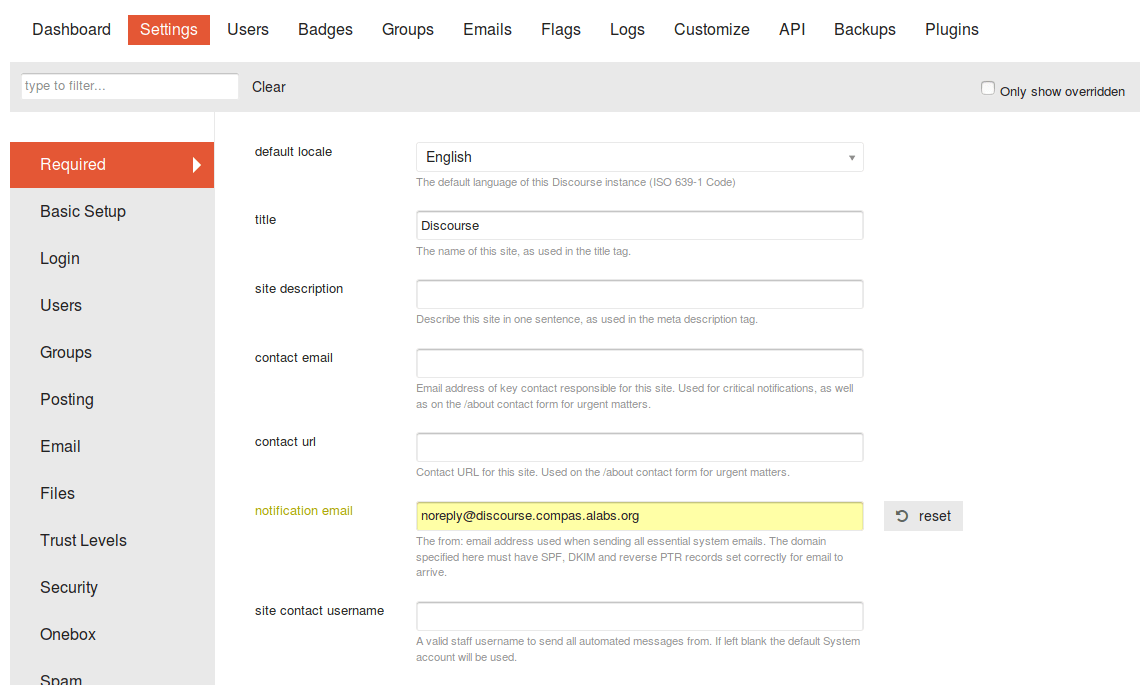 Dashboard Settings Users Badges Groups Emails Flags Logs Customize API Backups Plugins
type to filter... Clear Only show overridden
Required
Basic Setup
Login
Users
Groups
Posting
Email
Files
Trust Levels
Security
Onebox
Spam
default locale English
The default language of this Discourse instance (ISO 639-1 Code)
title Discourse
The name of this site, as used in the title tag.
site description
Describe this site in one sentence, as used in the meta description tag.
contact email
Email address of key contact responsible for this site. Used for critical notifications, as well
as on the /about contact form for urgent matters.
contact url
Contact URL for this site. Used on the /about contact form for urgent matters.
notification email noreply@discourse.compas.alabs.org reset
The from: email address used when sending all essential system emails. The domain
specified here must have SPF, DKIM and reverse PTR records set correctly for email to
arrive.
site contact username
A valid staff username to send all automated messages from. If left blank the default System
account will be used.